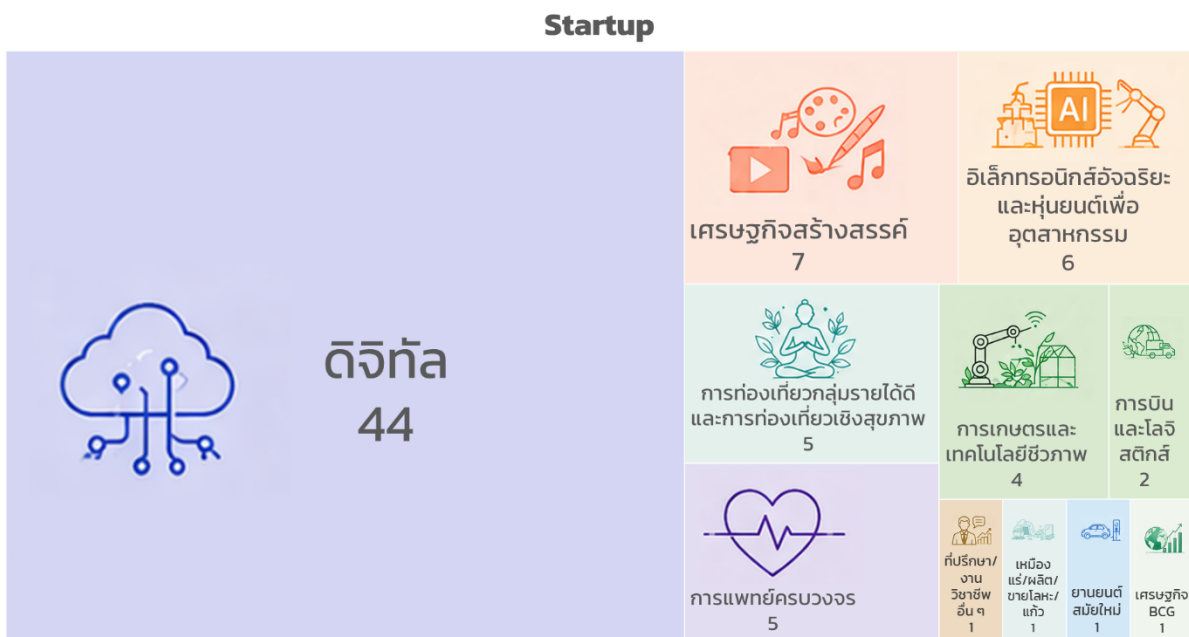 Startup
ดิจิทัล
44
เศรษฐกิจสร้างสรรค์
7
AI
อิเล็กทรอนิกส์อัจฉริยะ
และหุ่นยนต์เพื่อ
อุตสาหกรรม
6
การท่องเที่ยวกลุ่มรายได้ดี
และการท่องเที่ยวเชิงสุขภาพ
5
การเกษตรและ
เทคโนโลยีชีวภาพ
4
การบิน
และโลจิ
สติกส์
2
การแพทย์ครบวงจร
5
ที่ปรึกษา/
งาน
วิชาชีพ
อื่น ๆ
1
เหมือง
แร่/ผลิต/
ขายโลหะ/
แก้ว
1
ยานยนต์
สมัยใหม่
1
เศรษฐกิจ
BCG
1